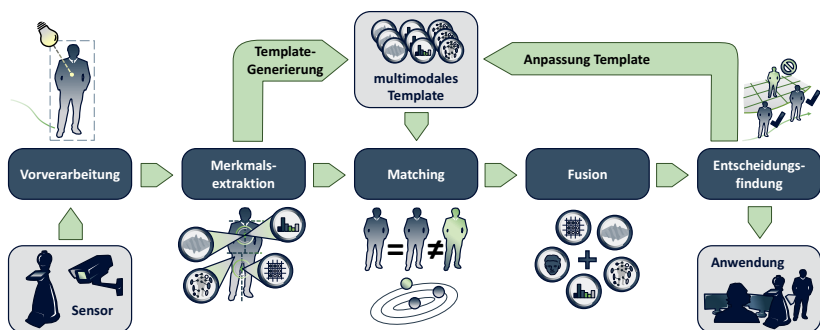 Template-
Generierung
multimodales
Template
Anpassung Template
Vorverarbeitung
Merkmals-
extraktion
Matching
Fusion
Entscheidungs-
findung
Sensor
=
≠
+
Anwendung